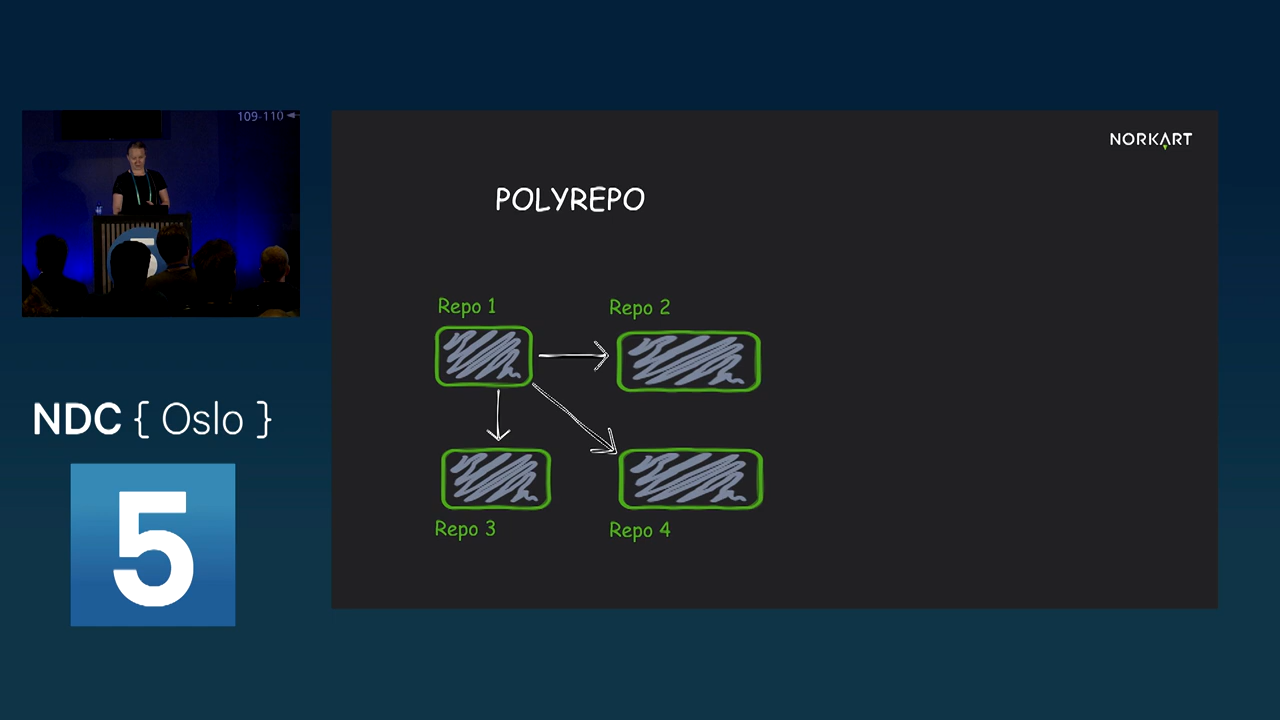 109-110
NORKART
POLYREPO
Repo 1
Repo 2
Repo 3
Repo 4
NDC { Oslo }
5